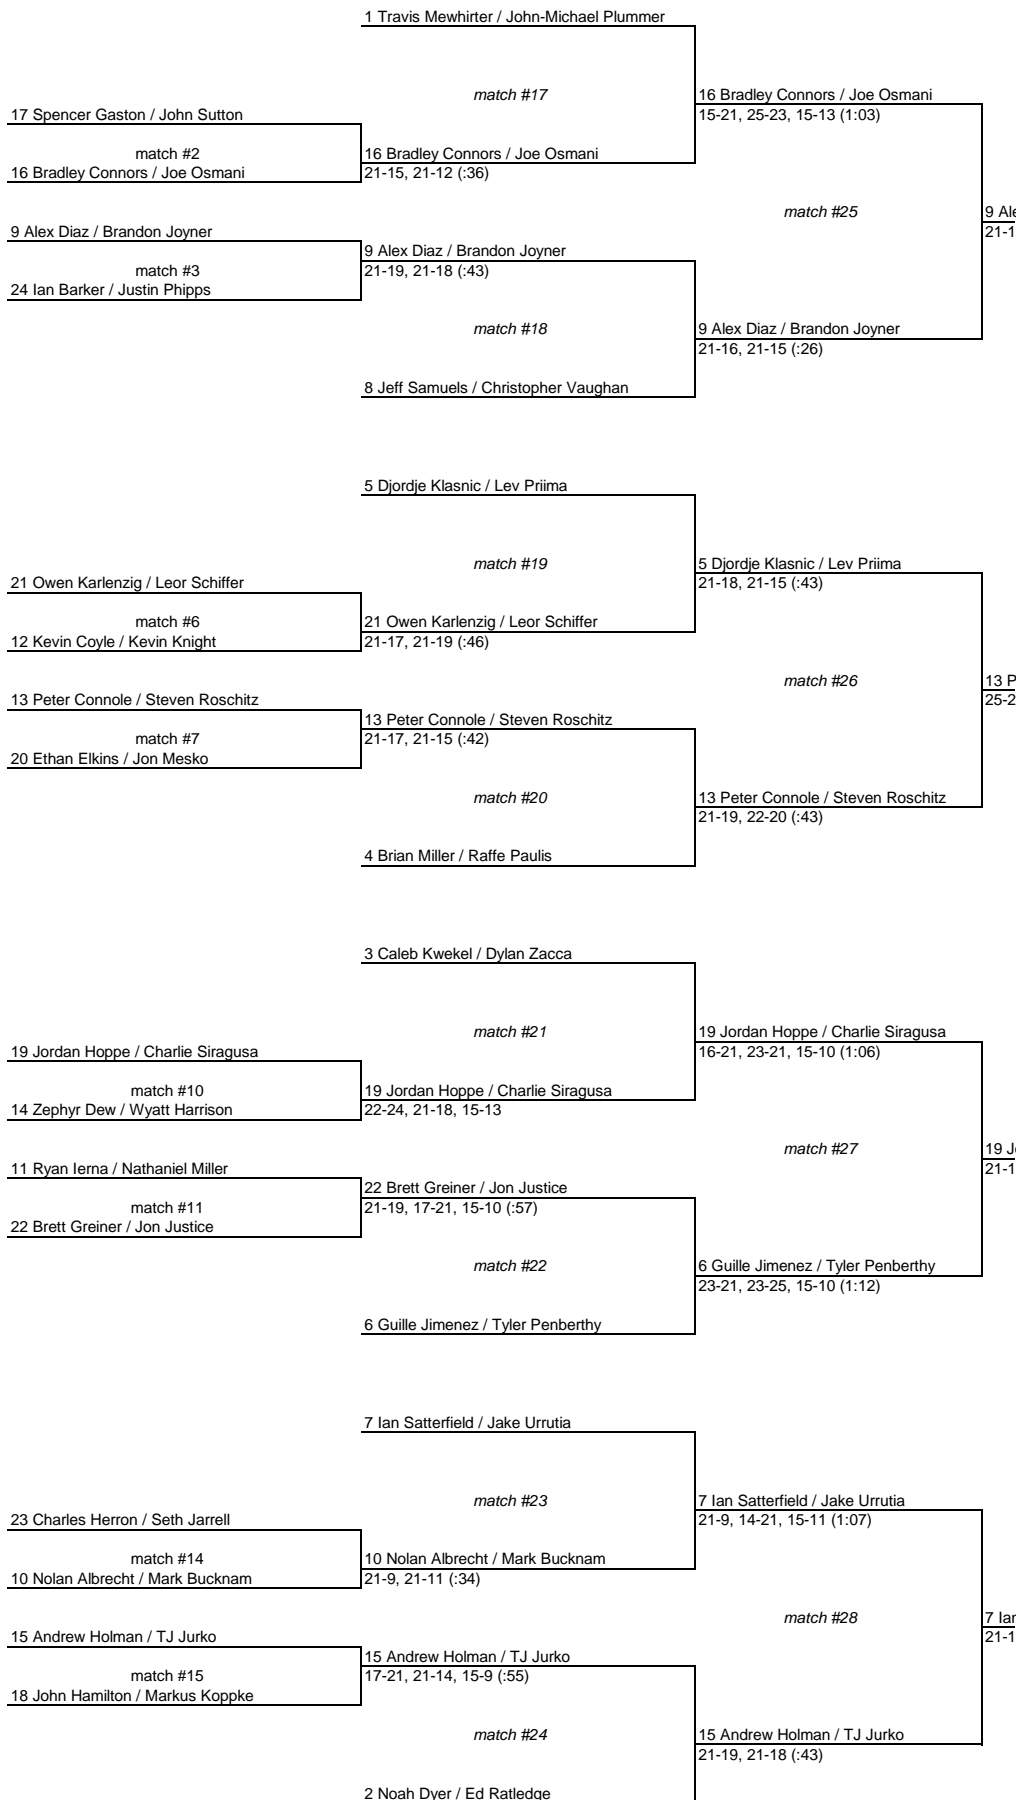 1 Travis Mewhirter / John-Michael Plummer
match #17
16 Bradley Connors / Joe Osmani
17 Spencer Gaston / John Sutton
15-21, 25-23, 15-13 (1:03)
match #2
16 Bradley Connors / Joe Osmani
16 Bradley Connors / Joe Osmani
21-15, 21-12 (:36)
match #25
9 Ale
9 Alex Diaz / Brandon Joyner
21-1
9 Alex Diaz / Brandon Joyner
match #3
21-19, 21-18 (:43)
24 Ian Barker / Justin Phipps
match #18
9 Alex Diaz / Brandon Joyner
21-16, 21-15 (:26)
8 Jeff Samuels / Christopher Vaughan
5 Djordje Klasnic / Lev Priima
match #19
5 Djordje Klasnic / Lev Priima
21 Owen Karlenzig / Leor Schiffer
21-18, 21-15 (:43)
match #6
21 Owen Karlenzig / Leor Schiffer
12 Kevin Coyle / Kevin Knight
21-17, 21-19 (:46)
match #26
13 P
13 Peter Connole / Steven Roschitz
25-2
13 Peter Connole / Steven Roschitz
match #7
21-17, 21-15 (:42)
20 Ethan Elkins / Jon Mesko
match #20
13 Peter Connole / Steven Roschitz
21-19, 22-20 (:43)
4 Brian Miller / Raffe Paulis
3 Caleb Kwekel / Dylan Zacca
match #21
19 Jordan Hoppe / Charlie Siragusa
19 Jordan Hoppe / Charlie Siragusa
16-21, 23-21, 15-10 (1:06)
match #10
19 Jordan Hoppe / Charlie Siragusa
14 Zephyr Dew / Wyatt Harrison
22-24, 21-18, 15-13
match #27
19 Jo
11 Ryan Ierna / Nathaniel Miller
21-1
22 Brett Greiner / Jon Justice
match #11
21-19, 17-21, 15-10 (:57)
22 Brett Greiner / Jon Justice
match #22
6 Guille Jimenez / Tyler Penberthy
23-21, 23-25, 15-10 (1:12)
6 Guille Jimenez / Tyler Penberthy
7 Ian Satterfield / Jake Urrutia
match #23
7 Ian Satterfield / Jake Urrutia
23 Charles Herron / Seth Jarrell
21-9, 14-21, 15-11 (1:07)
match #14
10 Nolan Albrecht / Mark Bucknam
10 Nolan Albrecht / Mark Bucknam
21-9, 21-11 (:34)
match #28
7 Ian
15 Andrew Holman / TJ Jurko
21-1
15 Andrew Holman / TJ Jurko
match #15
17-21, 21-14, 15-9 (:55)
18 John Hamilton / Markus Koppke
match #24
15 Andrew Holman / TJ Jurko
21-19, 21-18 (:43)
2 Noah Dyer / Ed Ratledge